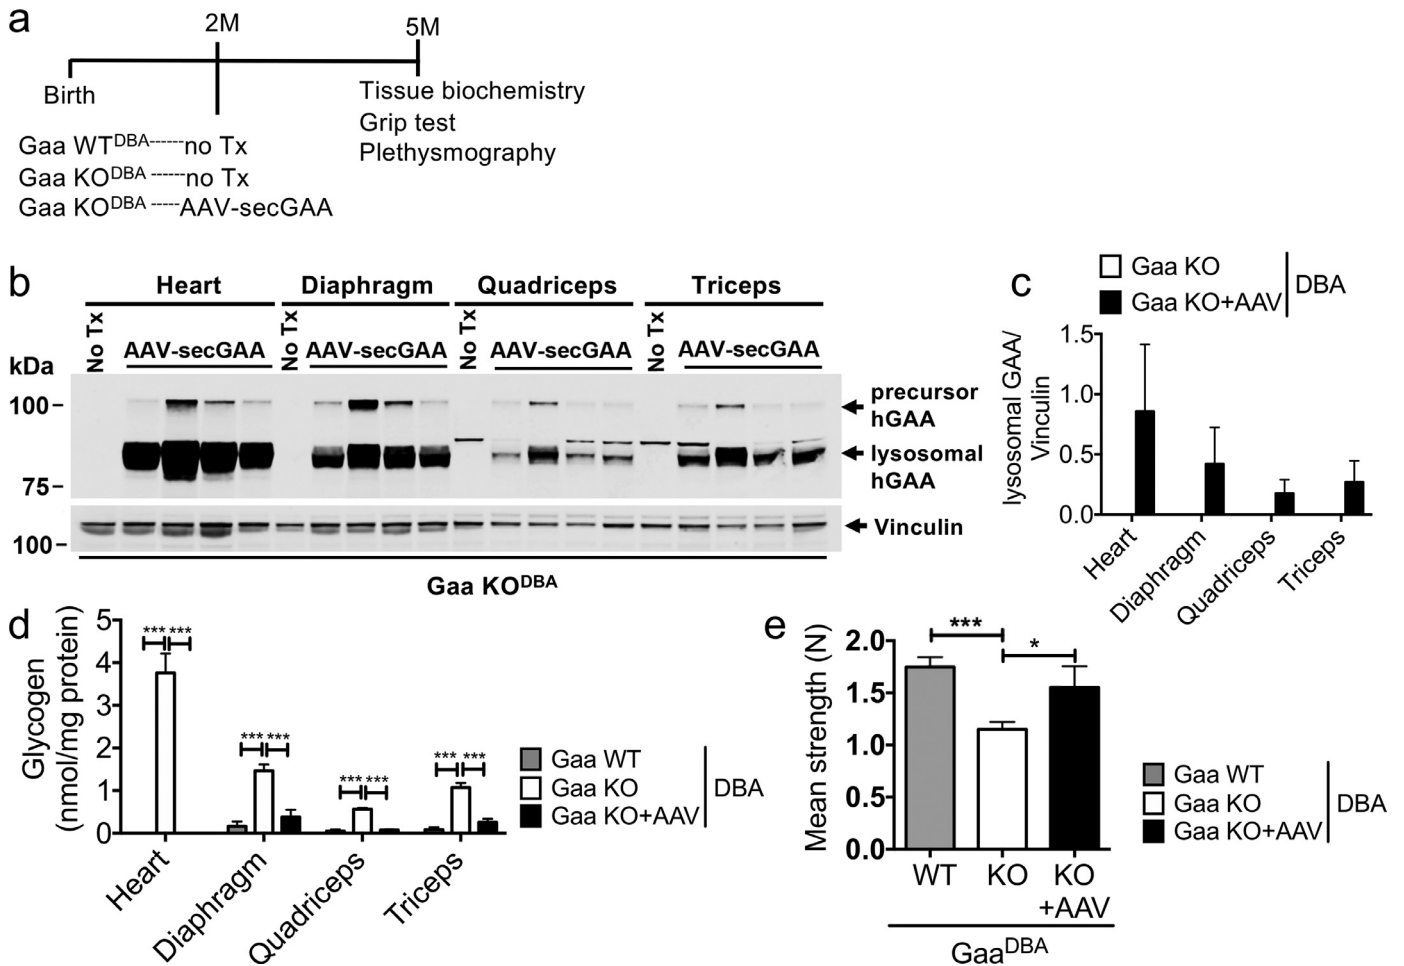 a
2M
5M
Birth
Tissue biochemistry
Grip test
Plethysmography
Gaa WTDBA------no Tx
Gaa KODBA ------no Tx
Gaa KODBA -----AAV-secGAA
b
Heart
Diaphragm
Quadriceps
Triceps
No Tx
AAV-secGAA
No Tx
AAV-secGAA
No Tx
AAV-secGAA
No Tx
AAV-secGAA
kDa
100
75
100
precursor
hGAA
lysosomal
hGAA
Vinculin
Gaa KODBA
c
Gaa KO
Gaa KO+AAV
DBA
lysosomal GAA/
Vinculin
1.5
1.0
0.5
0.0
Heart
Diaphragm
Quadriceps
Triceps
d
Glycogen
(nmol/mg protein)
5
4
3
2
1
0
*** ***
*** ***
*** ***
*** ***
Heart
Diaphragm
Quadriceps
Triceps
Gaa WT
Gaa KO
Gaa KO+AAV
DBA
e
Mean strength (N)
2.0
1.5
1.0
0.5
0.0
***
*
WT
KO
KO
+AAV
GaaDBA
Gaa WT
Gaa KO
Gaa KO+AAV
DBA